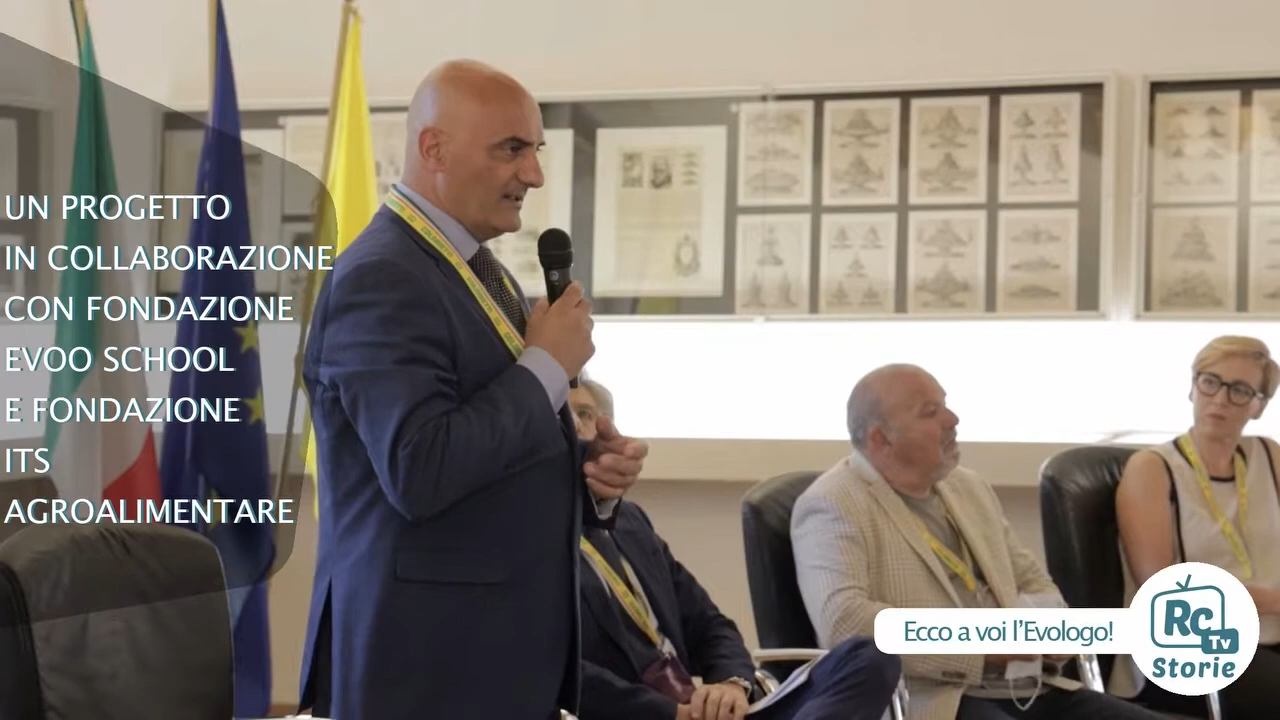 UN PROGETTO
IN COLLABORAZIONE
CON FONDAZIONE
EVOO SCHOOL
E FONDAZIONE
ITS
AGROALIMENTARE
Ecco a voi l'Evologo!
Rc
Tv
Storie